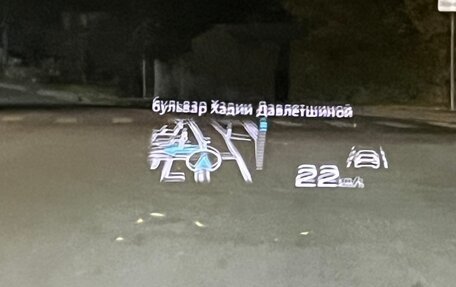 бульвар Хадии Давлетшиной
22 км/ч